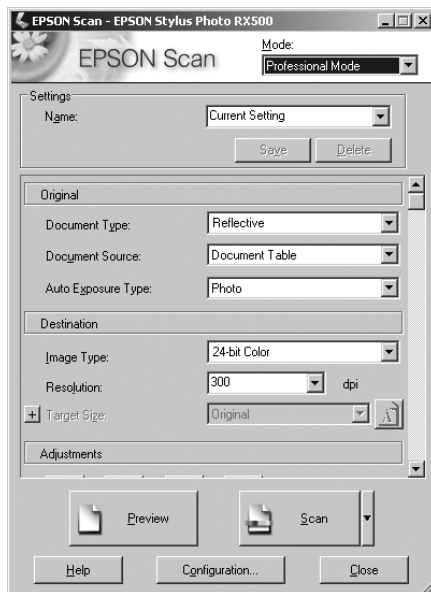 EPSON Scan - EPSON Stylus Photo RX500
EPSON Scan
Mode:
Professional Mode
Settings
Name: Current Setting
Save Delete
Original
Document Type: Reflective
Document Source: Document Table
Auto Exposure Type: Photo
Destination
Image Type: 24-bit Color
Resolution: 300 dpi
+ Target Size: Original
Adjustments
Preview Scan
Help Configuration... Close